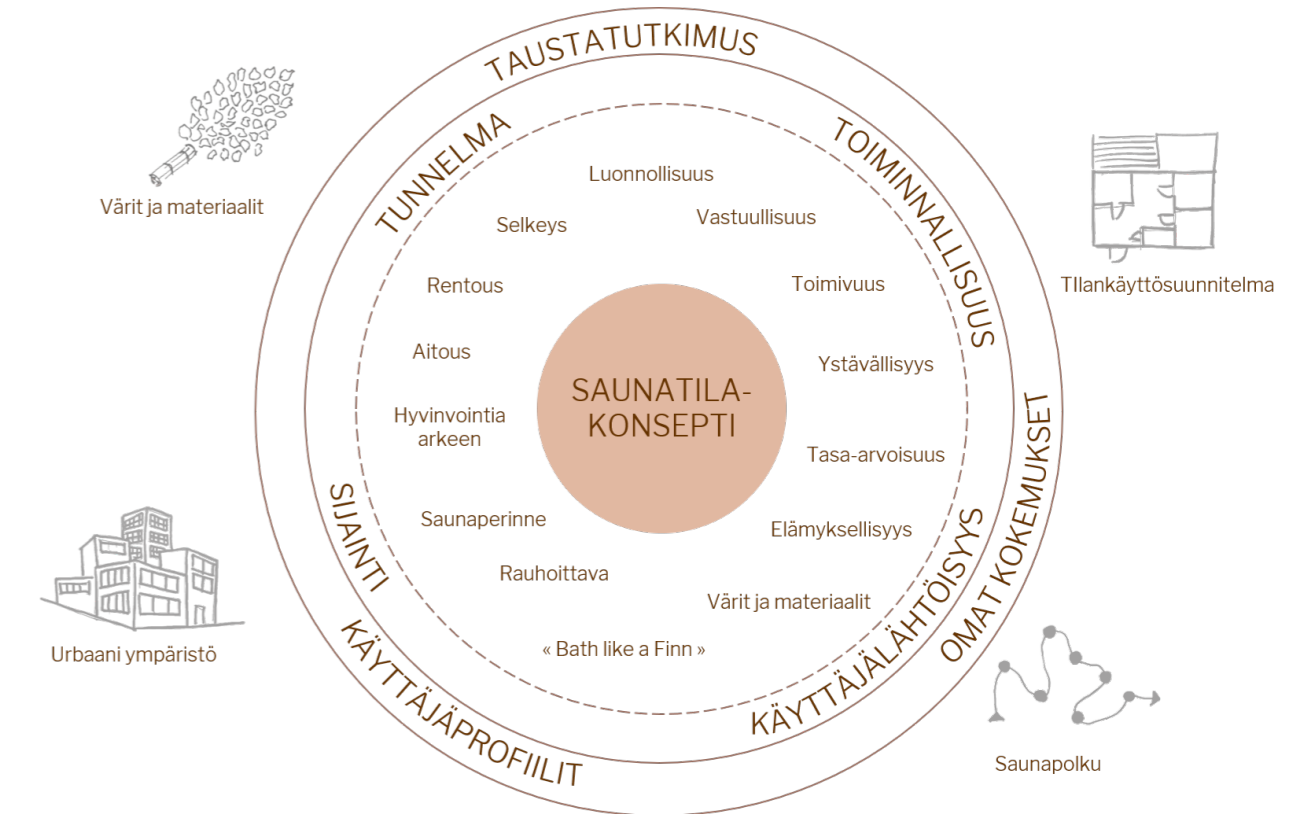 TAUSTATUTKIMUS
TUNNELMA
TOIMINNALLISUUS
Luonnollisuus
Värit ja materiaalit
Vastuullisuus
Selkeys
Rentous
Toimivuus
TIlankäyttösuunnitelma
Aitous
Ystävällisyys
SAUNATILA-
KONSEPTI
Hyvinvointia
arkeen
Tasa-arvoisuus
OMAT KOKEMUKSET
SIJAINTI
Saunaperinne
Elämyksellisyys
Rauhoittava
Värit ja materiaalit
KÄYTTÄJÄLÄHTÖISYYS
« Bath like a Finn »
Urbaani ympäristö
KÄYTTÄJÄPROFIILIT
Saunapolku